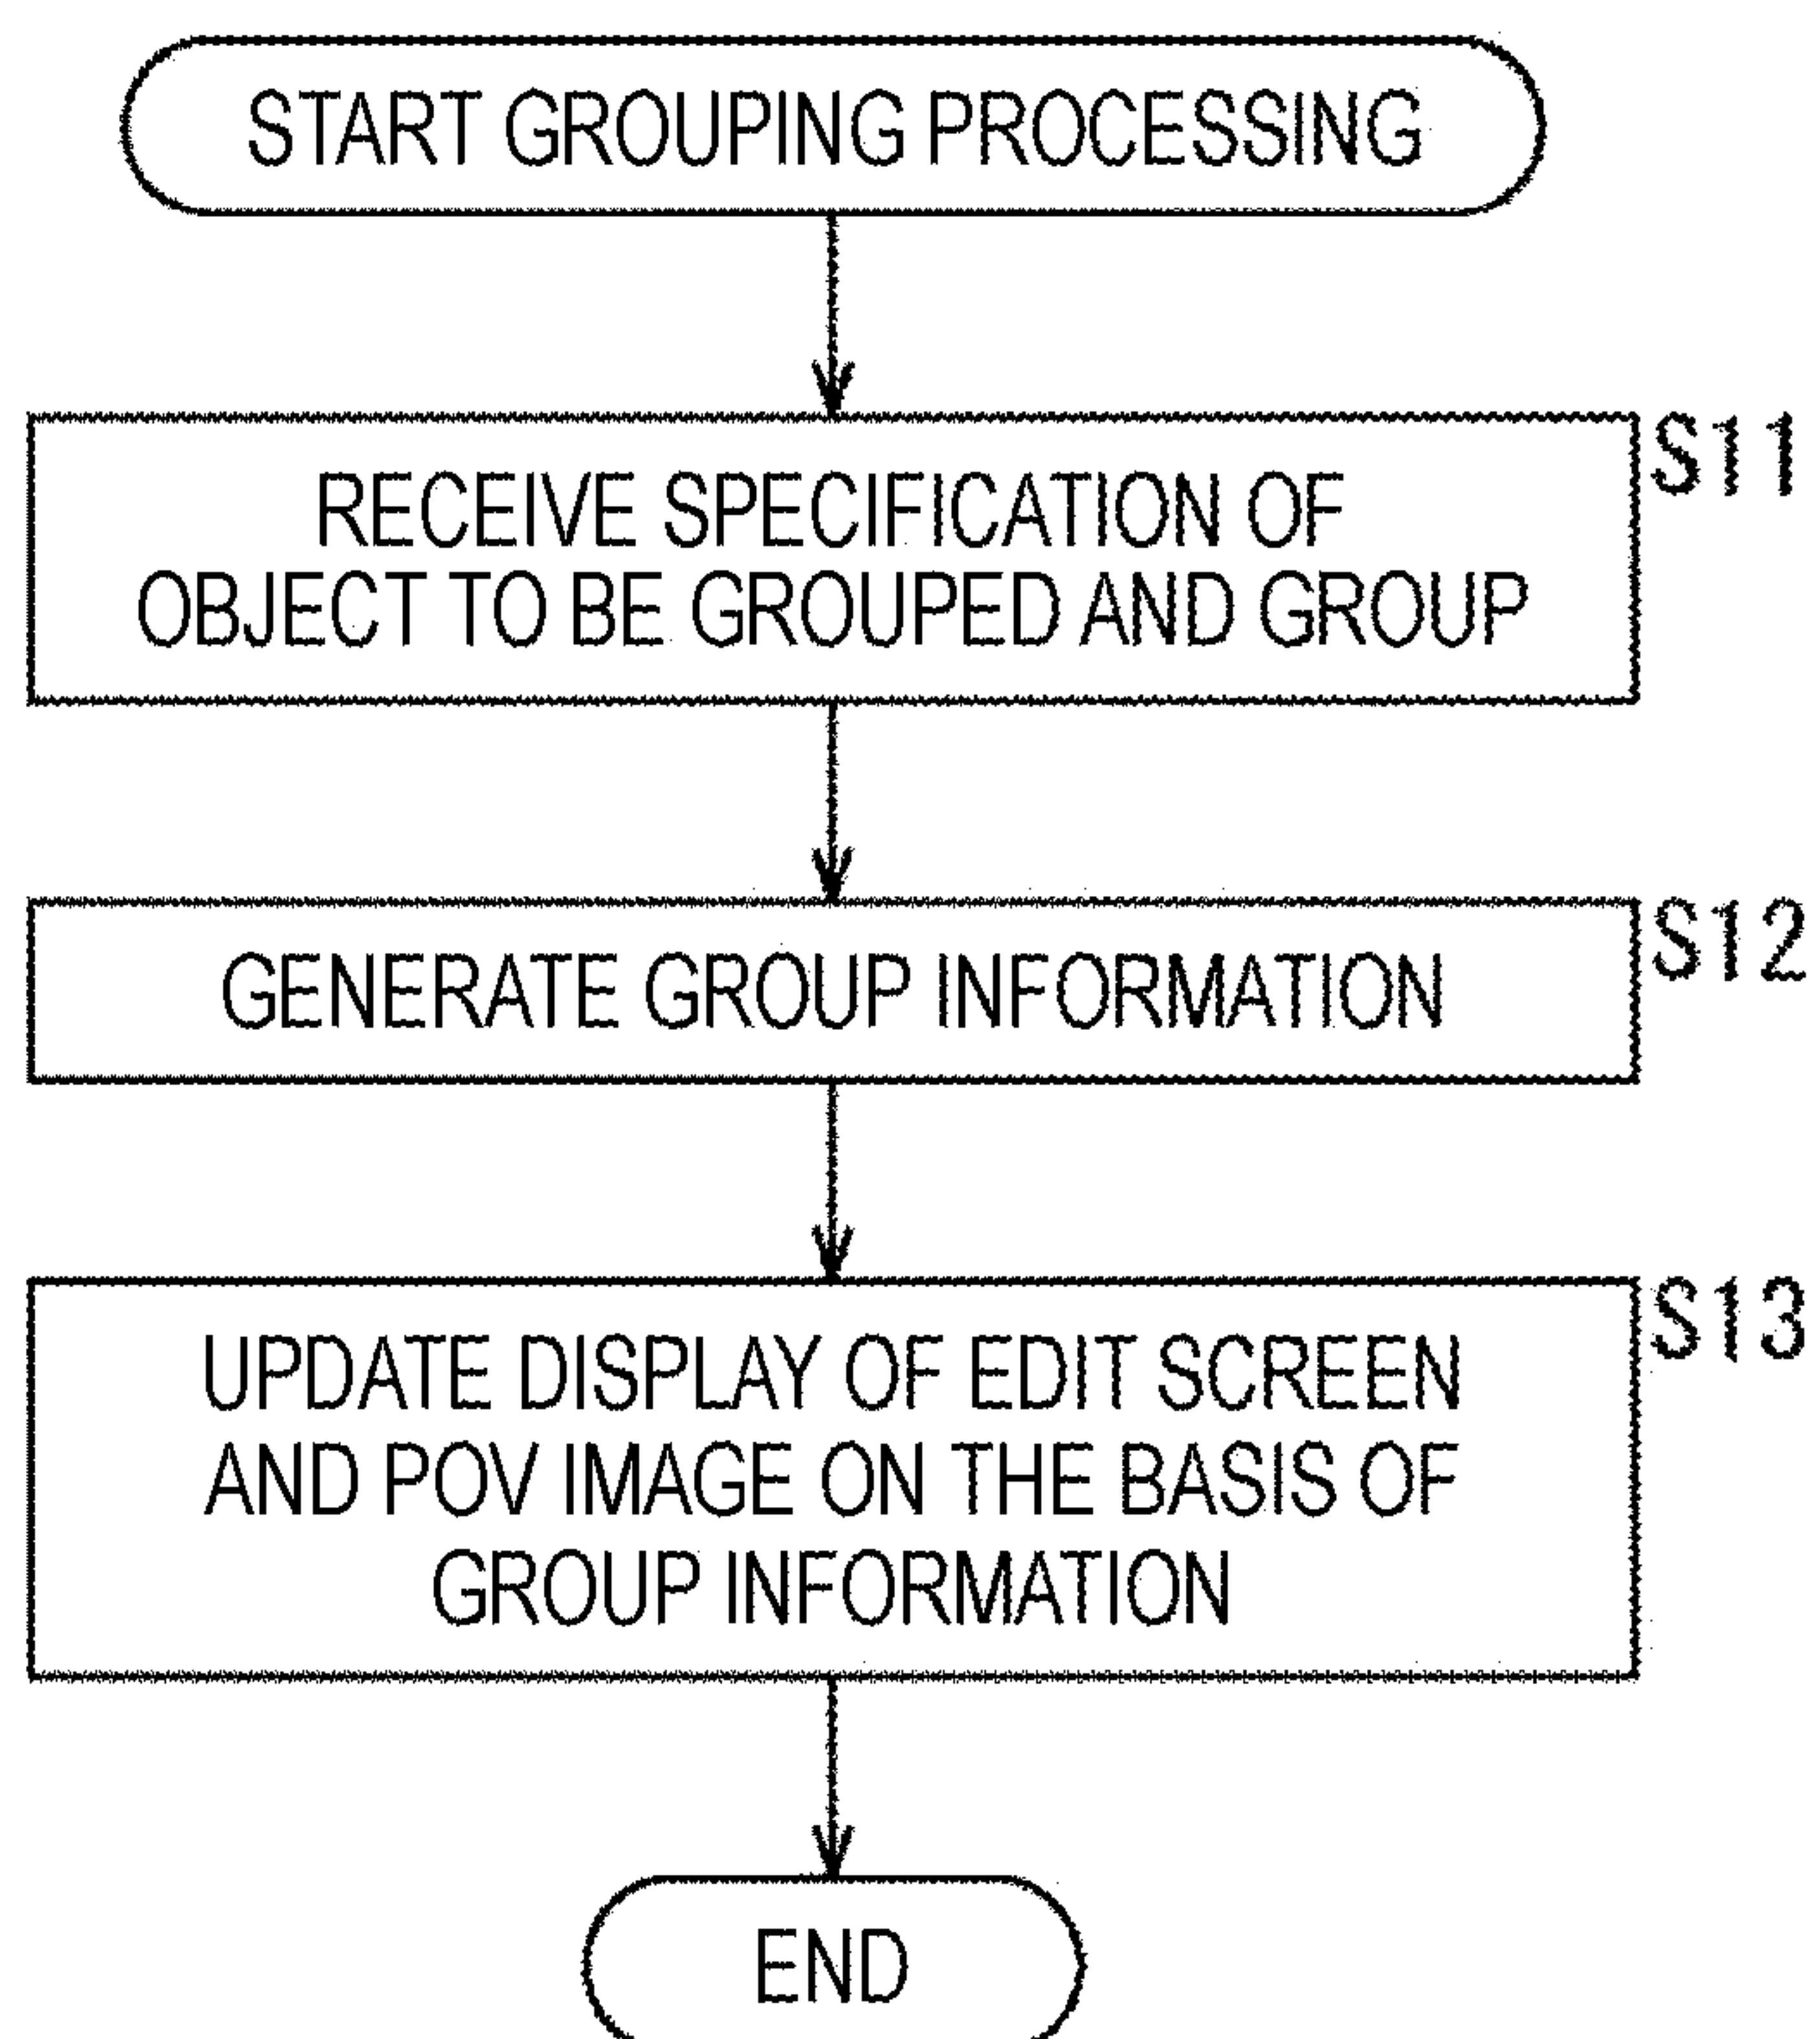 START GROUPING PROCESSING
S11
RECEIVE SPECIFICATION OF
OBJECT TO BE GROUPED AND GROUP
S12
GENERATE GROUP INFORMATION
S13
UPDATE DISPLAY OF EDIT SCREEN
AND POV IMAGE ON THE BASIS OF
GROUP INFORMATION
END